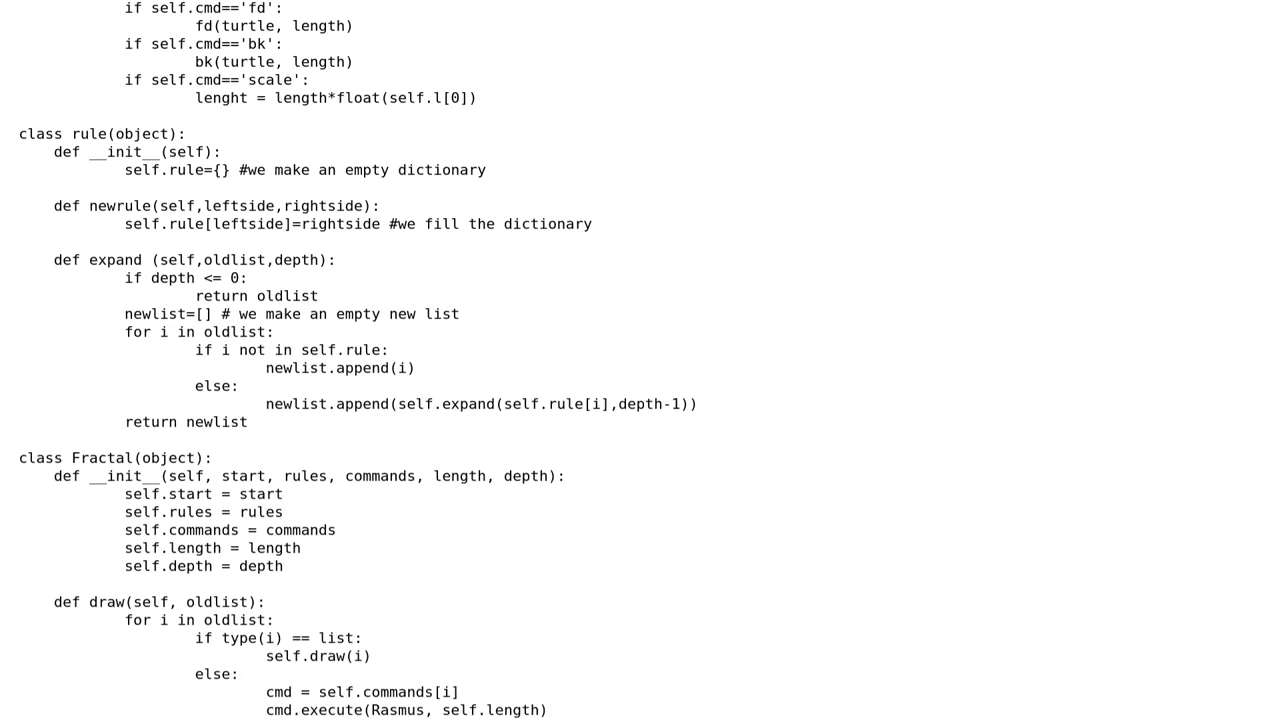 if self.cmd=='fd':
fd(turtle, length)
if self.cmd=='bk':
bk(turtle, length)
if self.cmd=='scale':
lenght = length*float(self.l[0])
class rule(object):
def __init__(self):
self.rule={} #we make an empty dictionary
def newrule(self,leftside,rightside):
self.rule[leftside]=rightside #we fill the dictionary
def expand (self,oldlist,depth):
if depth <= 0:
return oldlist
newlist=[] # we make an empty new list
for i in oldlist:
if i not in self.rule:
newlist.append(i)
else:
newlist.append(self.expand(self.rule[i],depth-1))
return newlist
class Fractal(object):
def __init__(self, start, rules, commands, length, depth):
self.start = start
self.rules = rules
self.commands = commands
self.length = length
self.depth = depth
def draw(self, oldlist):
for i in oldlist:
if type(i) == list:
self.draw(i)
else:
cmd = self.commands[i]
cmd.execute(Rasmus, self.length)